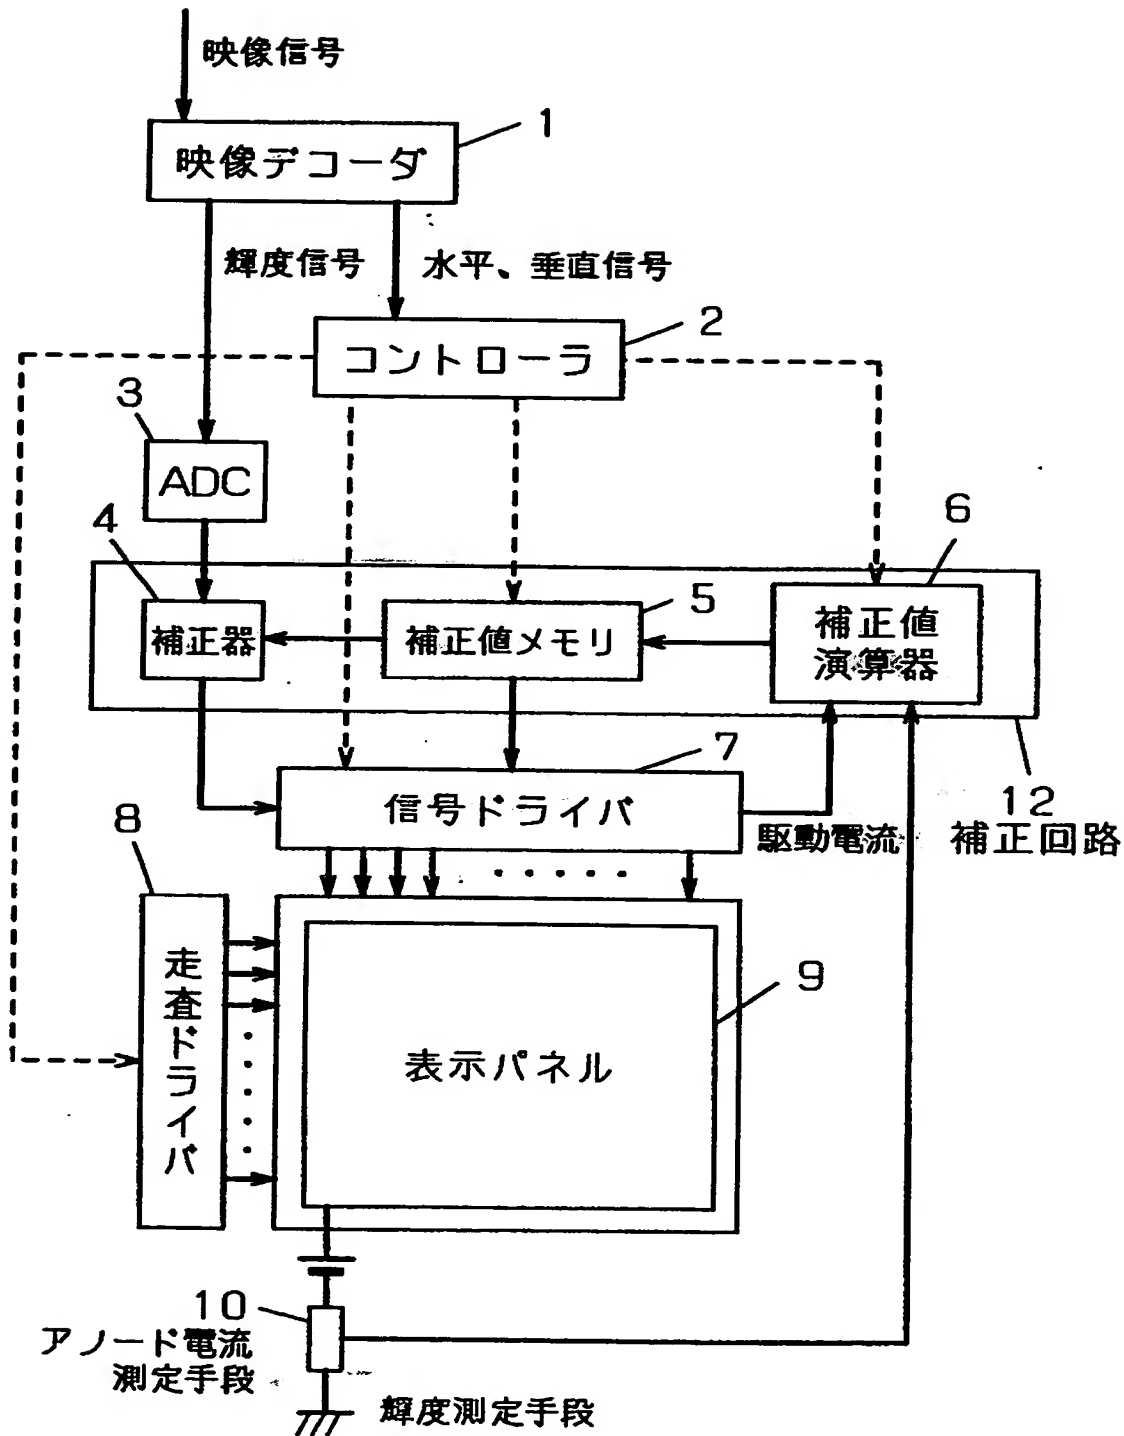 映像信号
1
映像デコーダ
輝度信号
水平、垂直信号
2
コントローラ
3
ADC
4
6
5
補正器
補正値メモリ
補正値
演算器
7
信号ドライバ
駆動電流
12
補正回路
8
走査ドライバ
9
表示パネル
10
アノード電流
測定手段
輝度測定手段